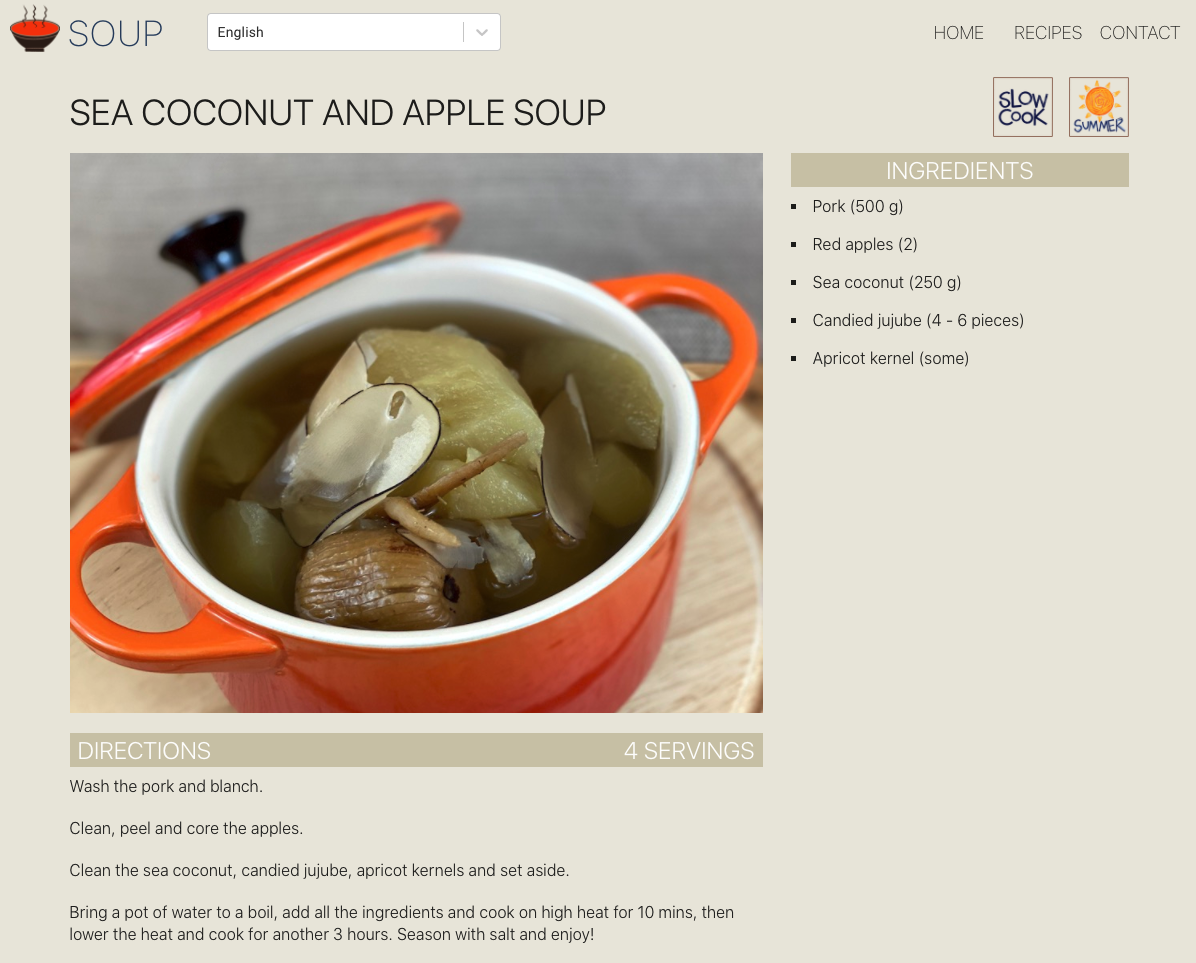 SOUP
English
HOME
RECIPES
CONTACT
SEA COCONUT AND APPLE SOUP
SLOW
COOK
SUMMER
INGREDIENTS
Pork (500 g)
Red apples (2)
Sea coconut (250 g)
Candied jujube (4 - 6 pieces)
Apricot kernel (some)
DIRECTIONS
4 SERVINGS
Wash the pork and blanch.
Clean, peel and core the apples.
Clean the sea coconut, candied jujube, apricot kernels and set aside.
Bring a pot of water to a boil, add all the ingredients and cook on high heat for 10 mins, then
lower the heat and cook for another 3 hours. Season with salt and enjoy!